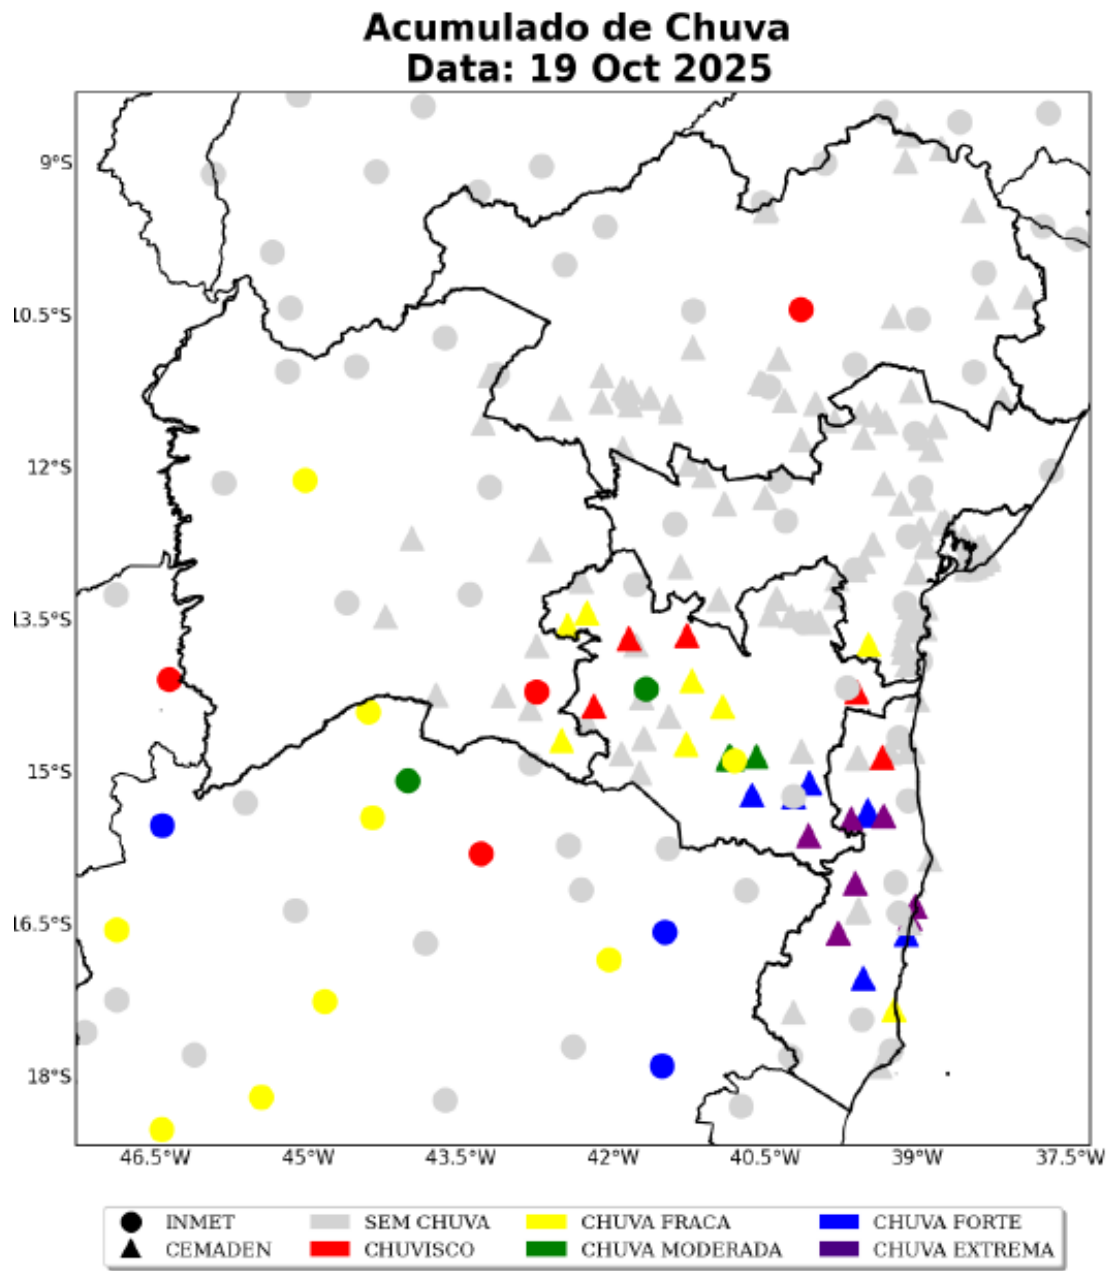 Acumulado de Chuva
Data: 19 Oct 2025
9°S
10.5°S
12°S
13.5°S
15°S
16.5°S
18°S
46.5°W 45°W 43.5°W 42°W 40.5°W 39°W 37.5°W
INMET SEM CHUVA CHUVA FRACA CHUVA FORTE
CEMADEN CHUVISCO CHUVA MODERADA CHUVA EXTREMA